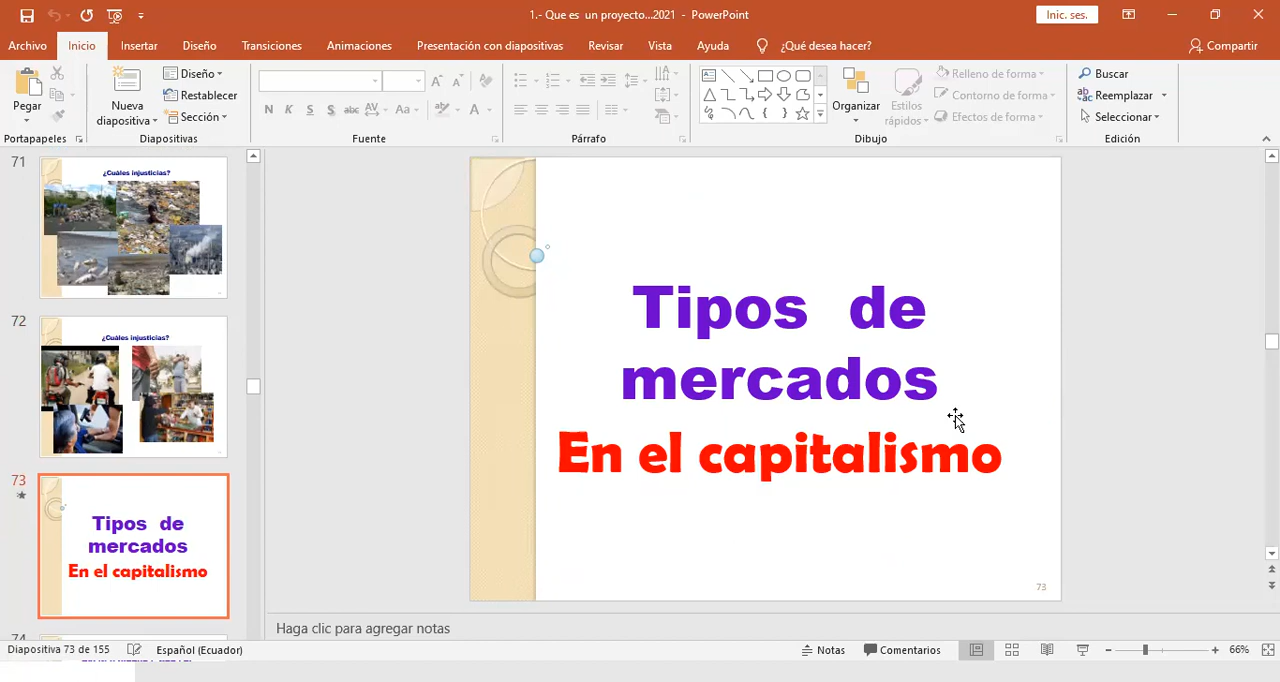 1.- Que es  un proyecto...2021 - PowerPoint
Inic. ses.
Archivo Inicio Insertar Diseño Transiciones Animaciones Presentación con diapositivas Revisar Vista Ayuda ¿Qué desea hacer? Compartir
Pegar
Nueva diapositiva
Diseño
Restablecer
Sección
N K S S abc AV Aa A
Organizar
Estilos rápidos
Relleno de forma
Contorno de forma
Efectos de forma
Buscar
Reemplazar
Seleccionar
Portapapeles Diapositivas Fuente Párrafo Dibujo Edición
71
¿Cuáles injusticias?
72
¿Cuáles injusticias?
73
Tipos de
mercados
En el capitalismo
74
Tipos de
mercados
En el capitalismo
73
Haga clic para agregar notas
Diapositiva 73 de 155 Español (Ecuador) Notas Comentarios 66%